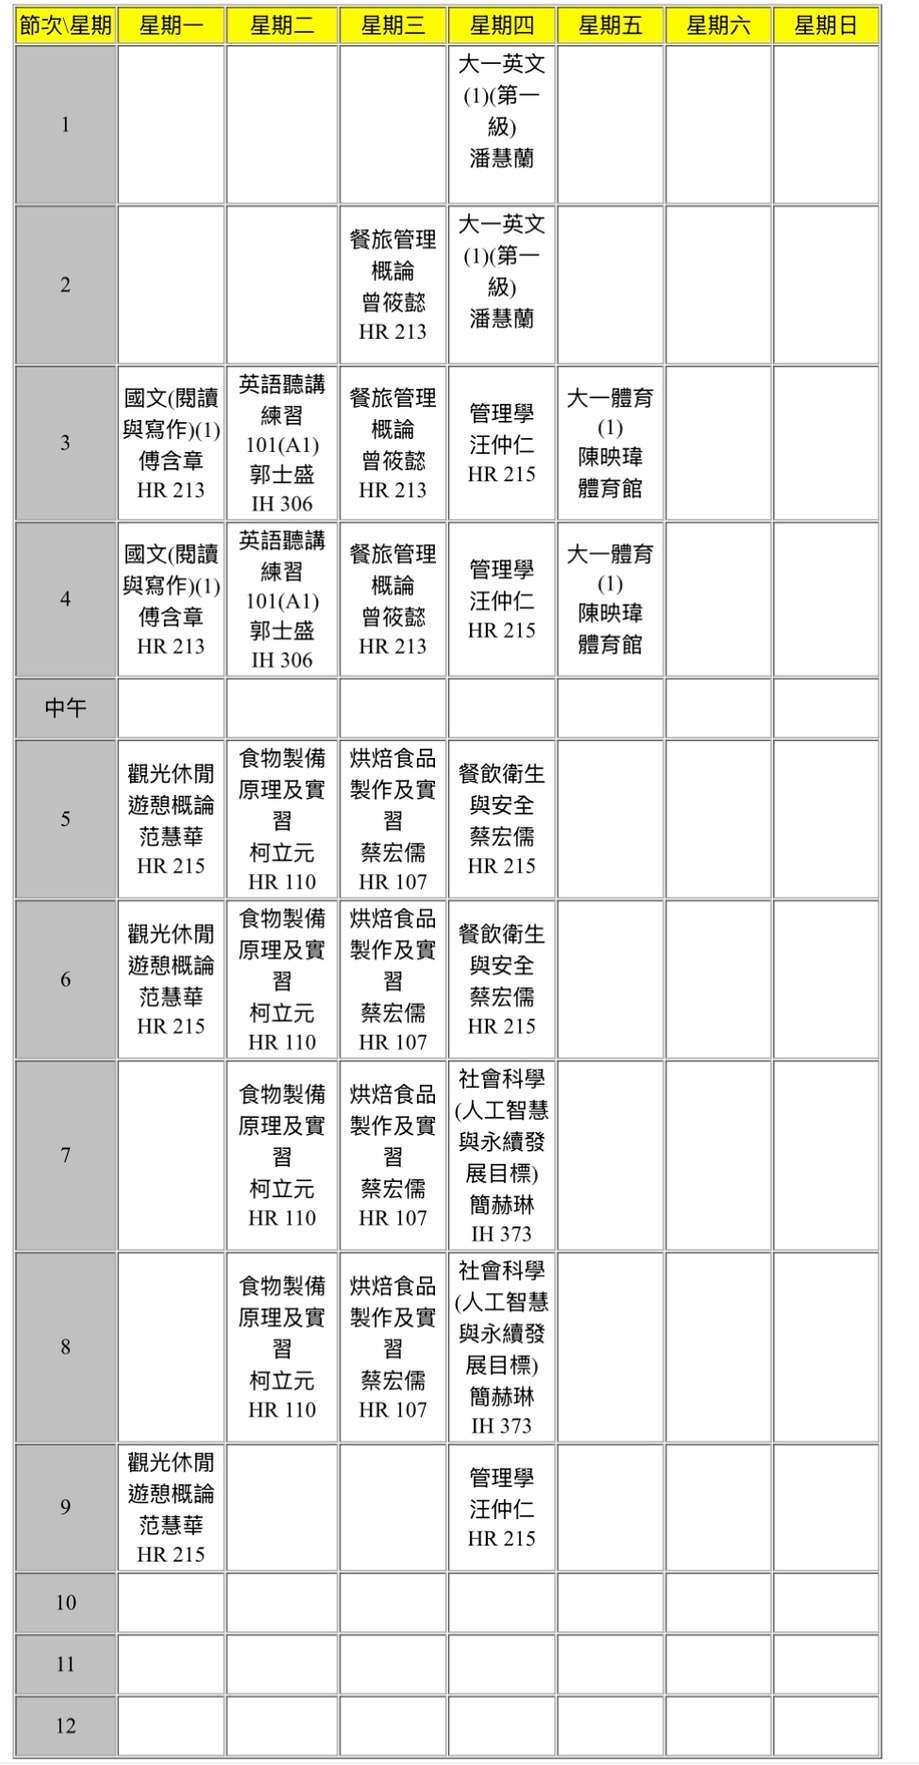 節次\星期 星期一 星期二 星期三 星期四 星期五 星期六 星期日
1
大一英文
(1)(第一
級)
潘慧蘭
2
餐旅管理
概論
曾筱懿
HR 213
大一英文
(1)(第一
級)
潘慧蘭
3
國文(閱讀
與寫作)(1)
傅含章
HR 213
英語聽講
練習
101(A1)
郭士盛
IH 306
餐旅管理
概論
曾筱懿
HR 213
管理學
汪仲仁
HR 215
大一體育
(1)
陳映瑋
體育館
4
國文(閱讀
與寫作)(1)
傅含章
HR 213
英語聽講
練習
101(A1)
郭士盛
IH 306
餐旅管理
概論
曾筱懿
HR 213
管理學
汪仲仁
HR 215
大一體育
(1)
陳映瑋
體育館
中午
5
觀光休閒
遊憩概論
范慧華
HR 215
食物製備
原理及實
習
柯立元
HR 110
烘焙食品
製作及實
習
蔡宏儒
HR 107
餐飲衛生
與安全
蔡宏儒
HR 215
6
觀光休閒
遊憩概論
范慧華
HR 215
食物製備
原理及實
習
柯立元
HR 110
烘焙食品
製作及實
習
蔡宏儒
HR 107
餐飲衛生
與安全
蔡宏儒
HR 215
7
食物製備
原理及實
習
柯立元
HR 110
烘焙食品
製作及實
習
蔡宏儒
HR 107
社會科學
(人工智慧
與永續發
展目標)
簡赫琳
IH 373
8
食物製備
原理及實
習
柯立元
HR 110
烘焙食品
製作及實
習
蔡宏儒
HR 107
社會科學
(人工智慧
與永續發
展目標)
簡赫琳
IH 373
9
觀光休閒
遊憩概論
范慧華
HR 215
管理學
汪仲仁
HR 215
10
11
12